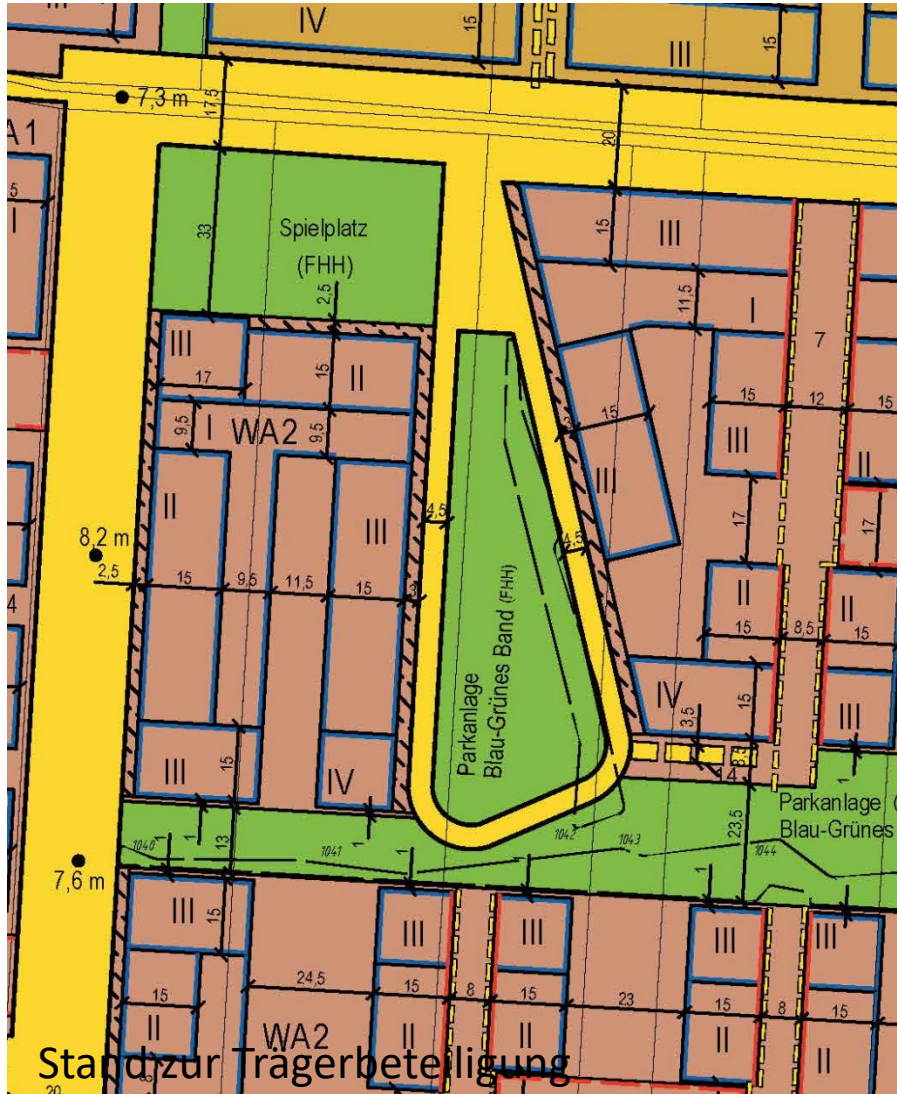 III
IV
15
III
15
7,3 m
17,5
20
A1
5
I
33
Spielplatz
(FHH)
2,5
15
III
11,5
I
7
III
17
15
II
9,5
I
WA2
9,5
15
15
12
15
III
III
II
II
III
4,5
4,5
17
17
8,2 m
2,5
15
9,5
11,5
15
3
II
II
15
8,5
15
4
Parkanlage
Blau-Grünes Band (FHH)
IV
15
3,5
III
III
15
IV
14
3,5
1
Parkanlage (
Blau-Grünes
23,5
1
13
1
1
1
1040
1041
1042
1043
1044
1
7,6 m
III
15
III
III
III
III
15
24,5
15
8
15
23
15
8
15
II
WA2
II
II
II
II
Stand zur Trägerbeteiligung
20